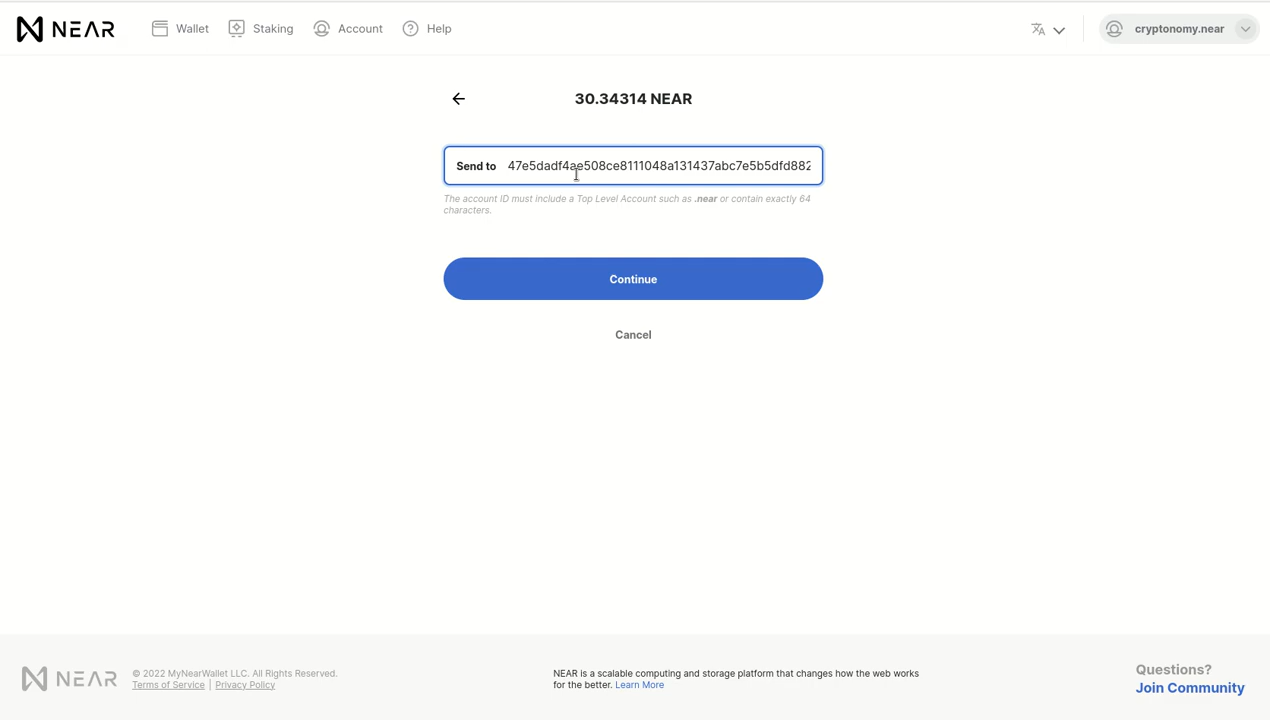 NEAR
Wallet
Staking
Account
Help
cryptonomy.near
30.34314 NEAR
Send to 47e5dadf4ae508ce8111048a131437abc7e5b5dfd882
The account ID must include a Top Level Account such as .near or contain exactly 64
characters.
Continue
Cancel
NEAR
© 2022 MyNearWallet LLC. All Rights Reserved.
Terms of Service | Privacy Policy
NEAR is a scalable computing and storage platform that changes how the web works
for the better. Learn More
Questions?
Join Community